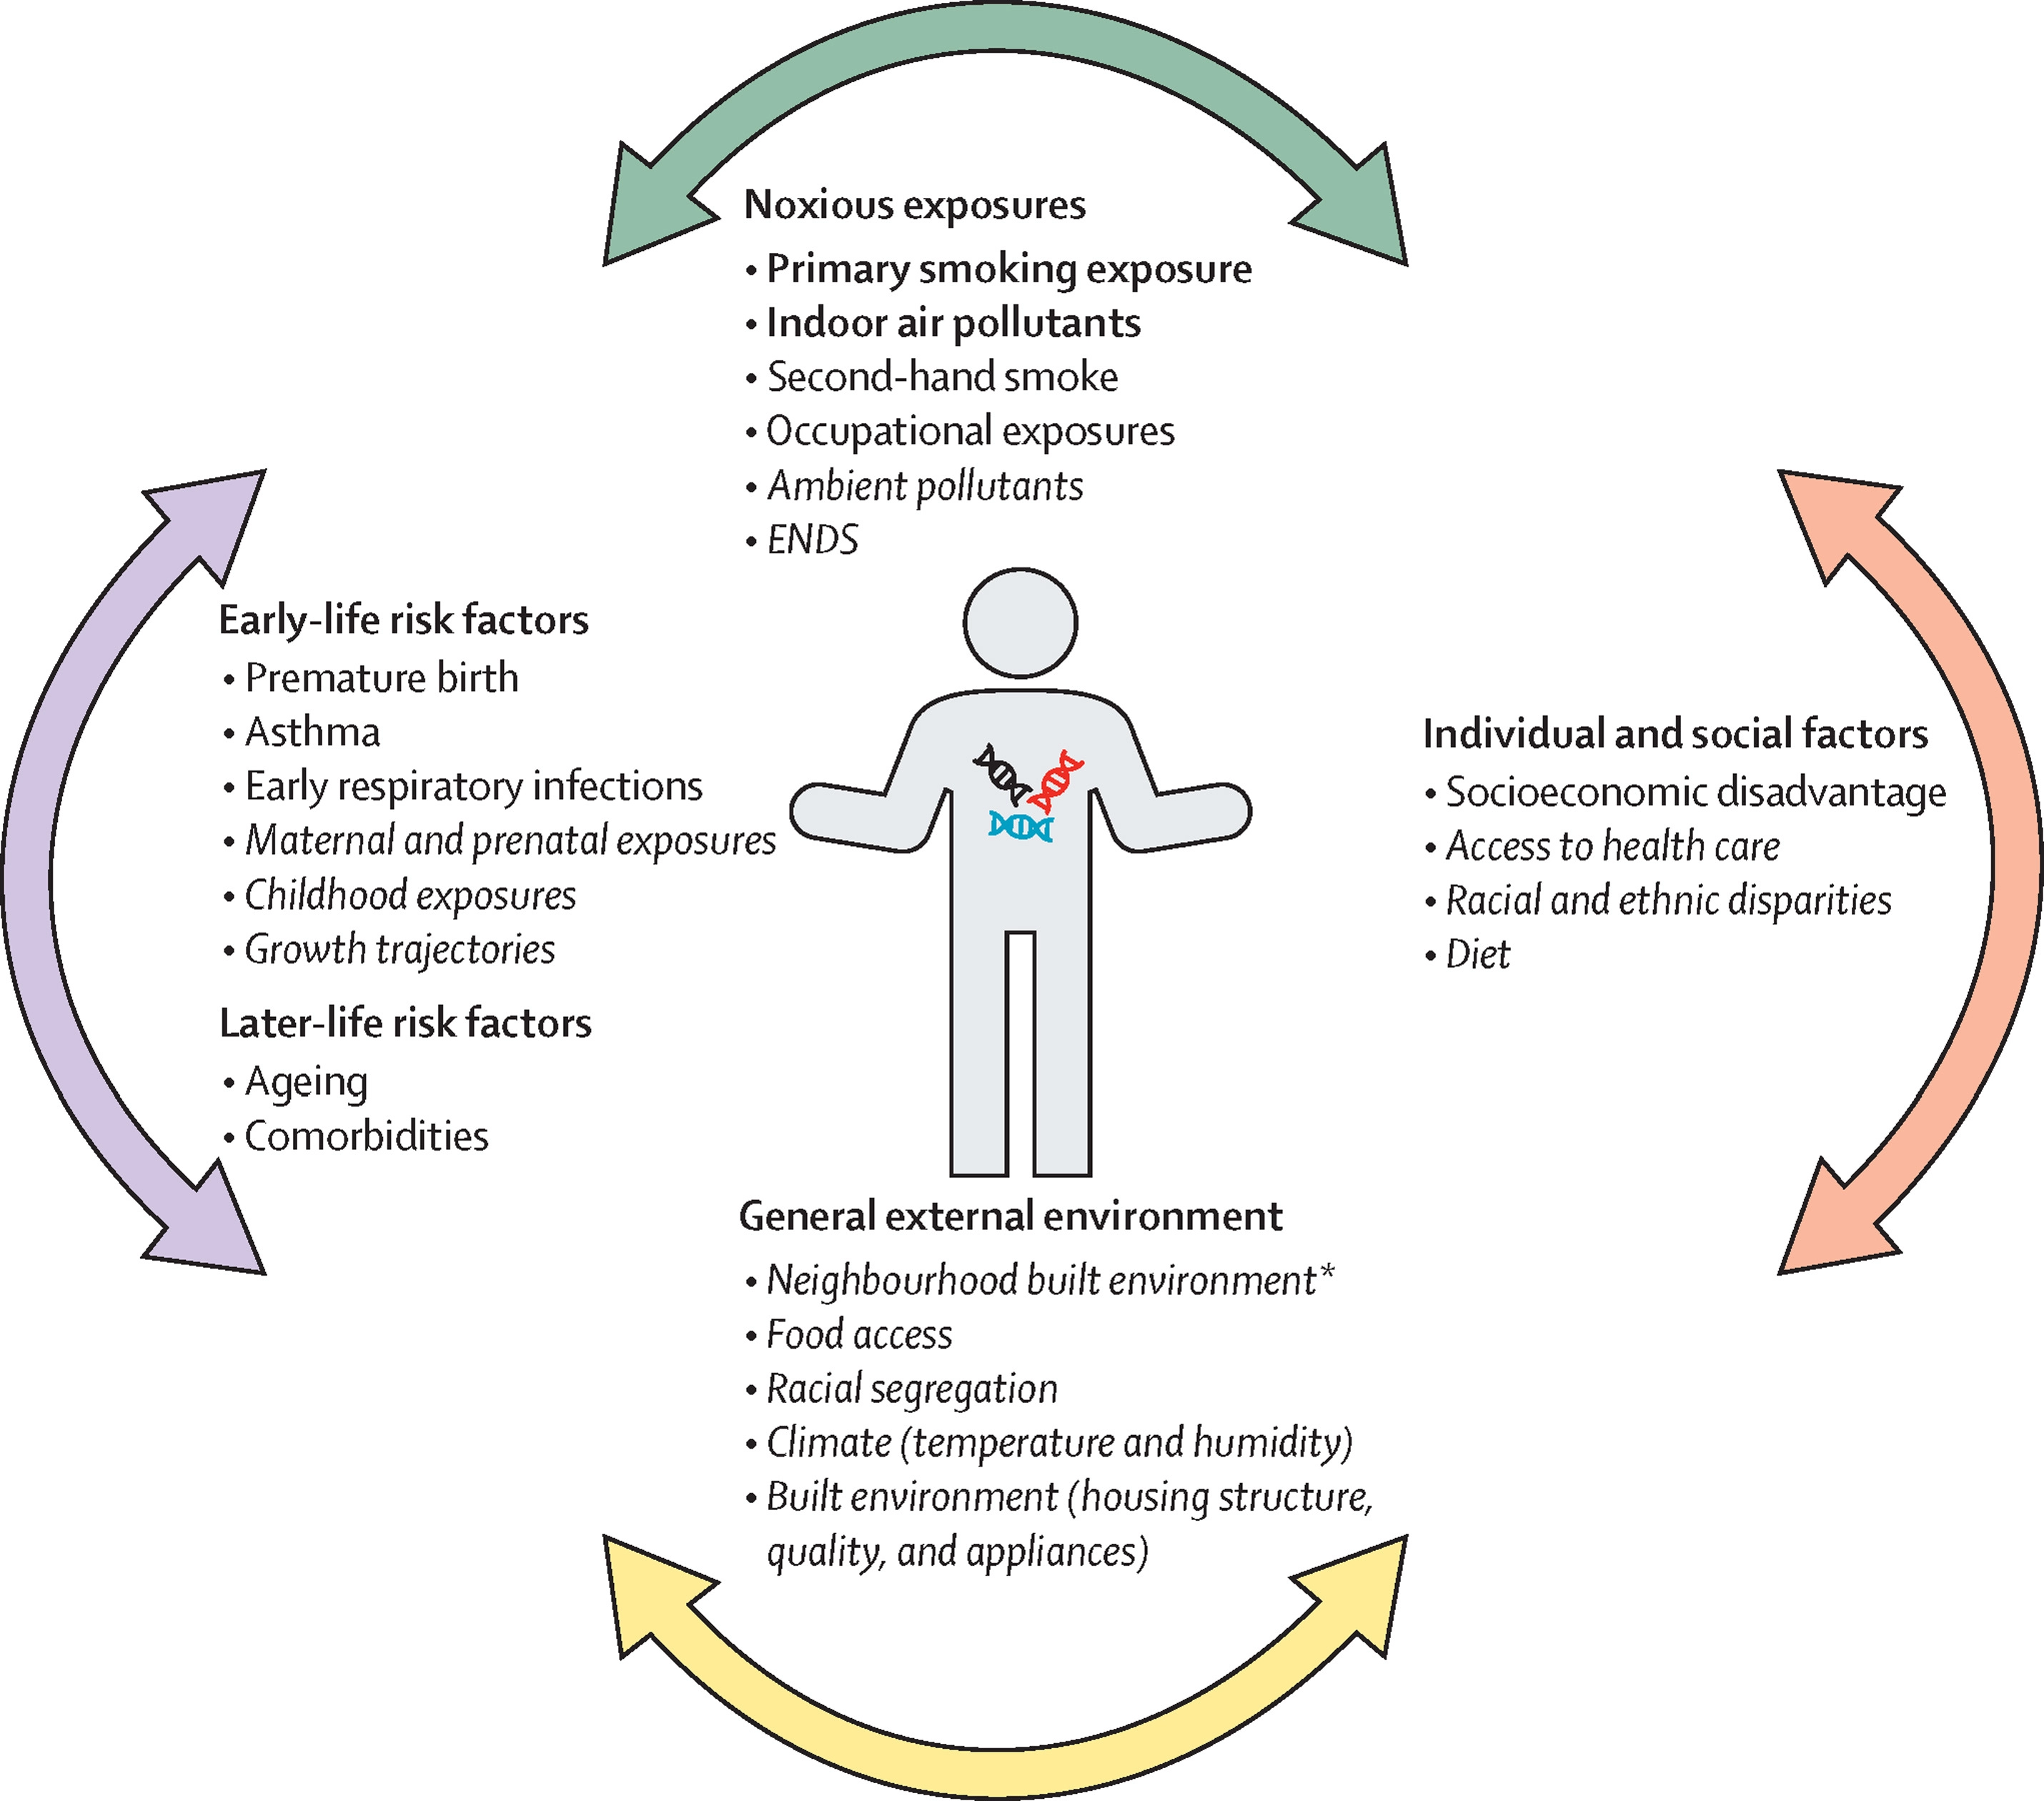 Noxious exposures
• Primary smoking exposure
• Indoor air pollutants
• Second-hand smoke
• Occupational exposures
• Ambient pollutants
• ENDS
Early-life risk factors
• Premature birth
• Asthma
• Early respiratory infections
• Maternal and prenatal exposures
• Childhood exposures
• Growth trajectories
Later-life risk factors
• Ageing
• Comorbidities
Individual and social factors
• Socioeconomic disadvantage
• Access to health care
• Racial and ethnic disparities
• Diet
General external environment
• Neighbourhood built environment*
• Food access
• Racial segregation
• Climate (temperature and humidity)
• Built environment (housing structure,
quality, and appliances)